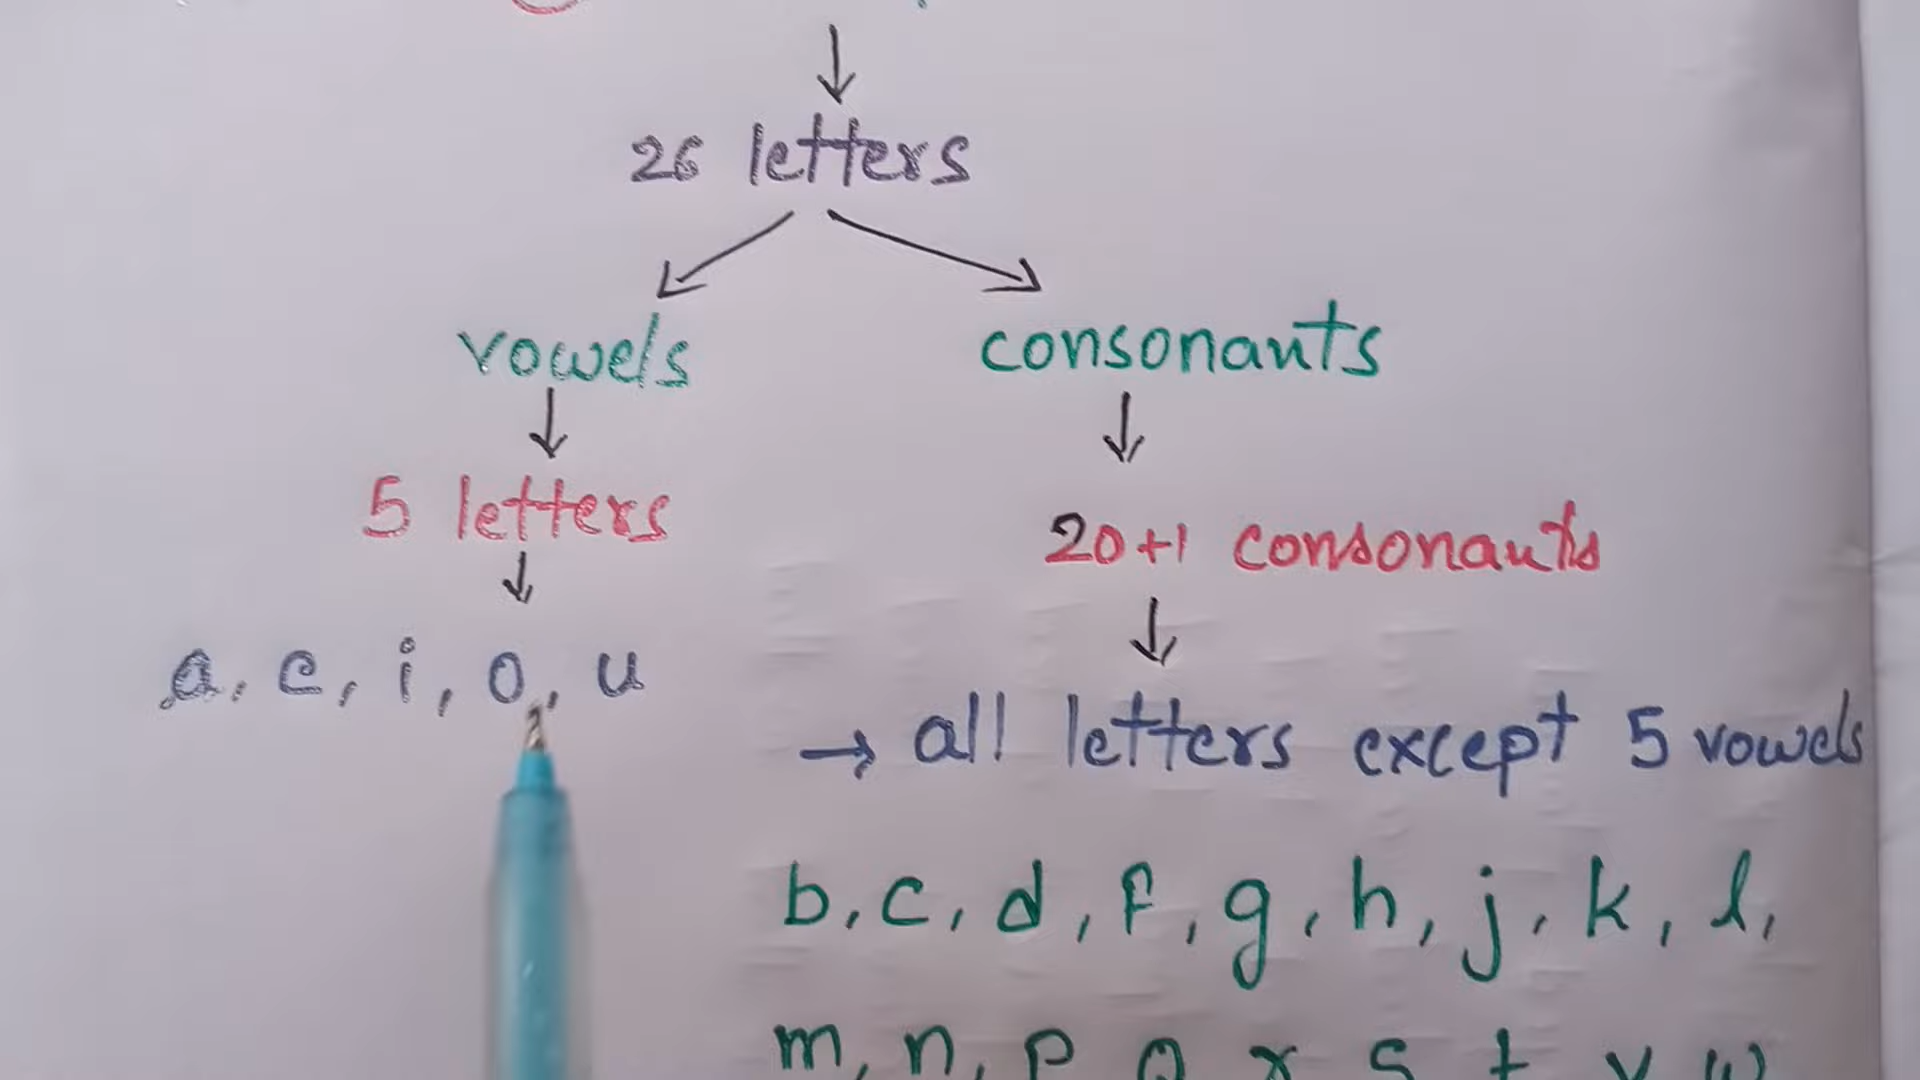 26 letters
vowels consonants
5 letters
20+1 consonants
a, e, i, o, u
→ all letters except 5 vowels
b, c, d, f, g, h, j, k, l,
m, n, p, q, r, s, t, v, w